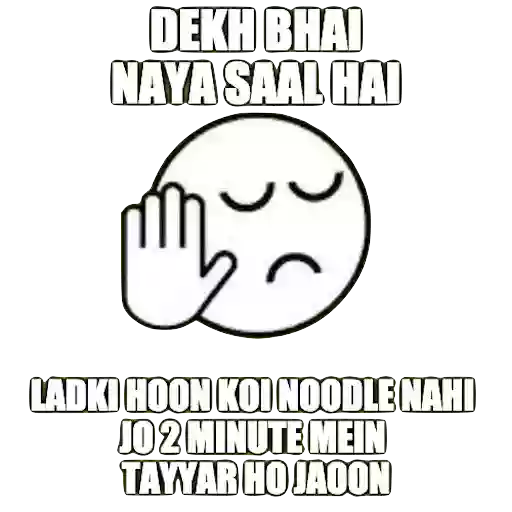 DEKH BHAI
NAYA SAAL HAI
LADKI HOON KOI NOODLE NAHI
JO 2 MINUTE MEIN
TAYYAR HO JAOON